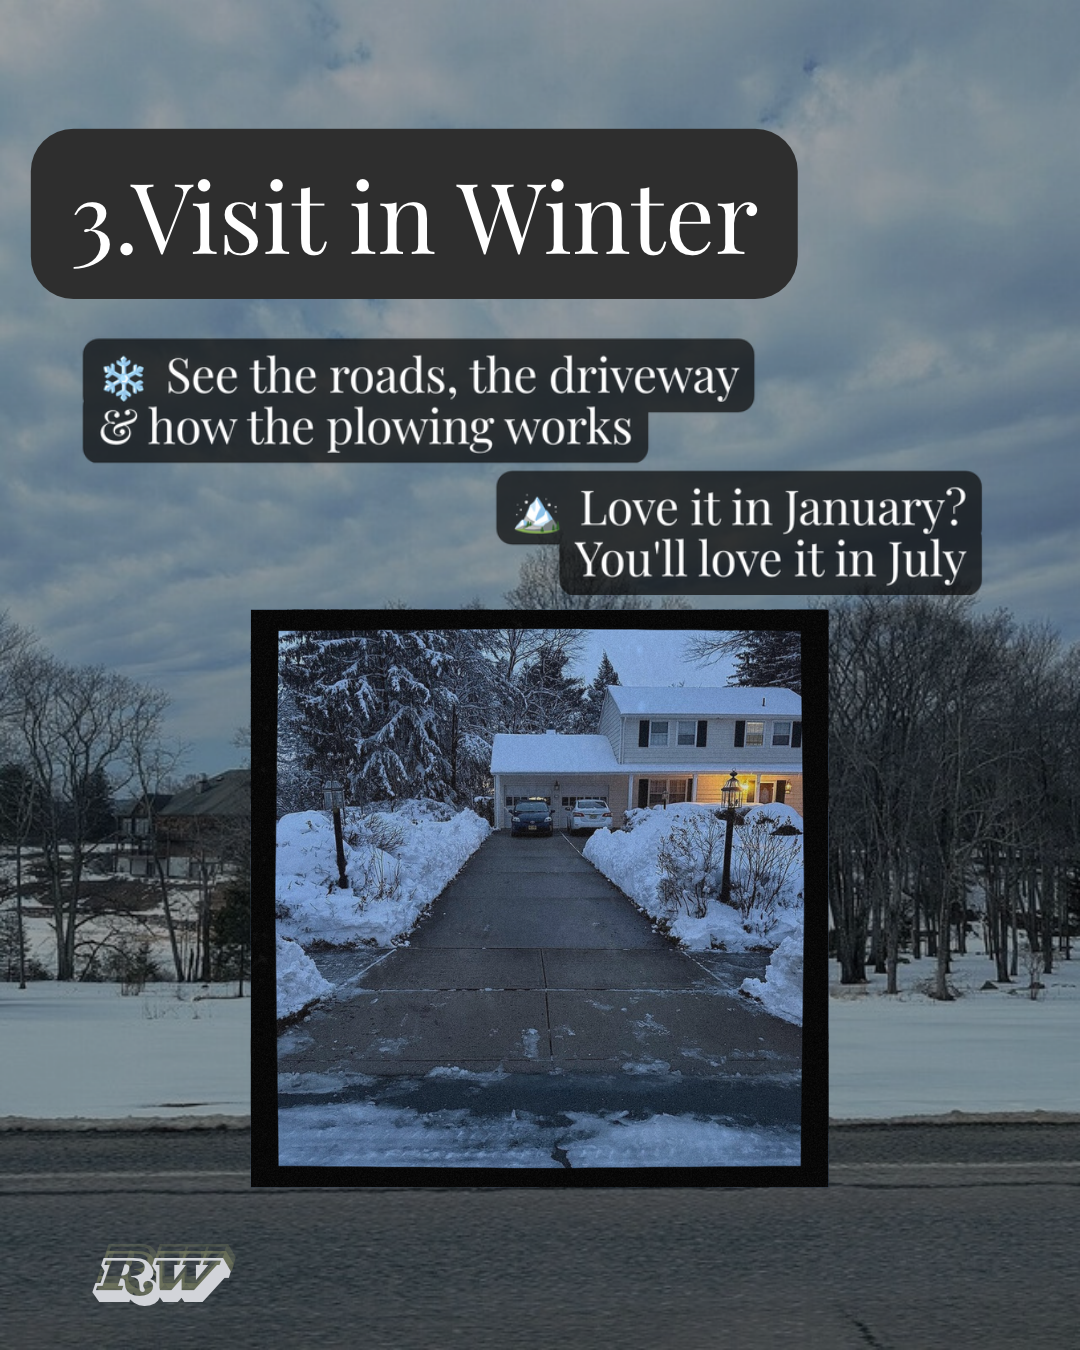 3.Visit in Winter
❄️ See the roads, the driveway
& how the plowing works
🏔️ Love it in January?
You'll love it in July
RW